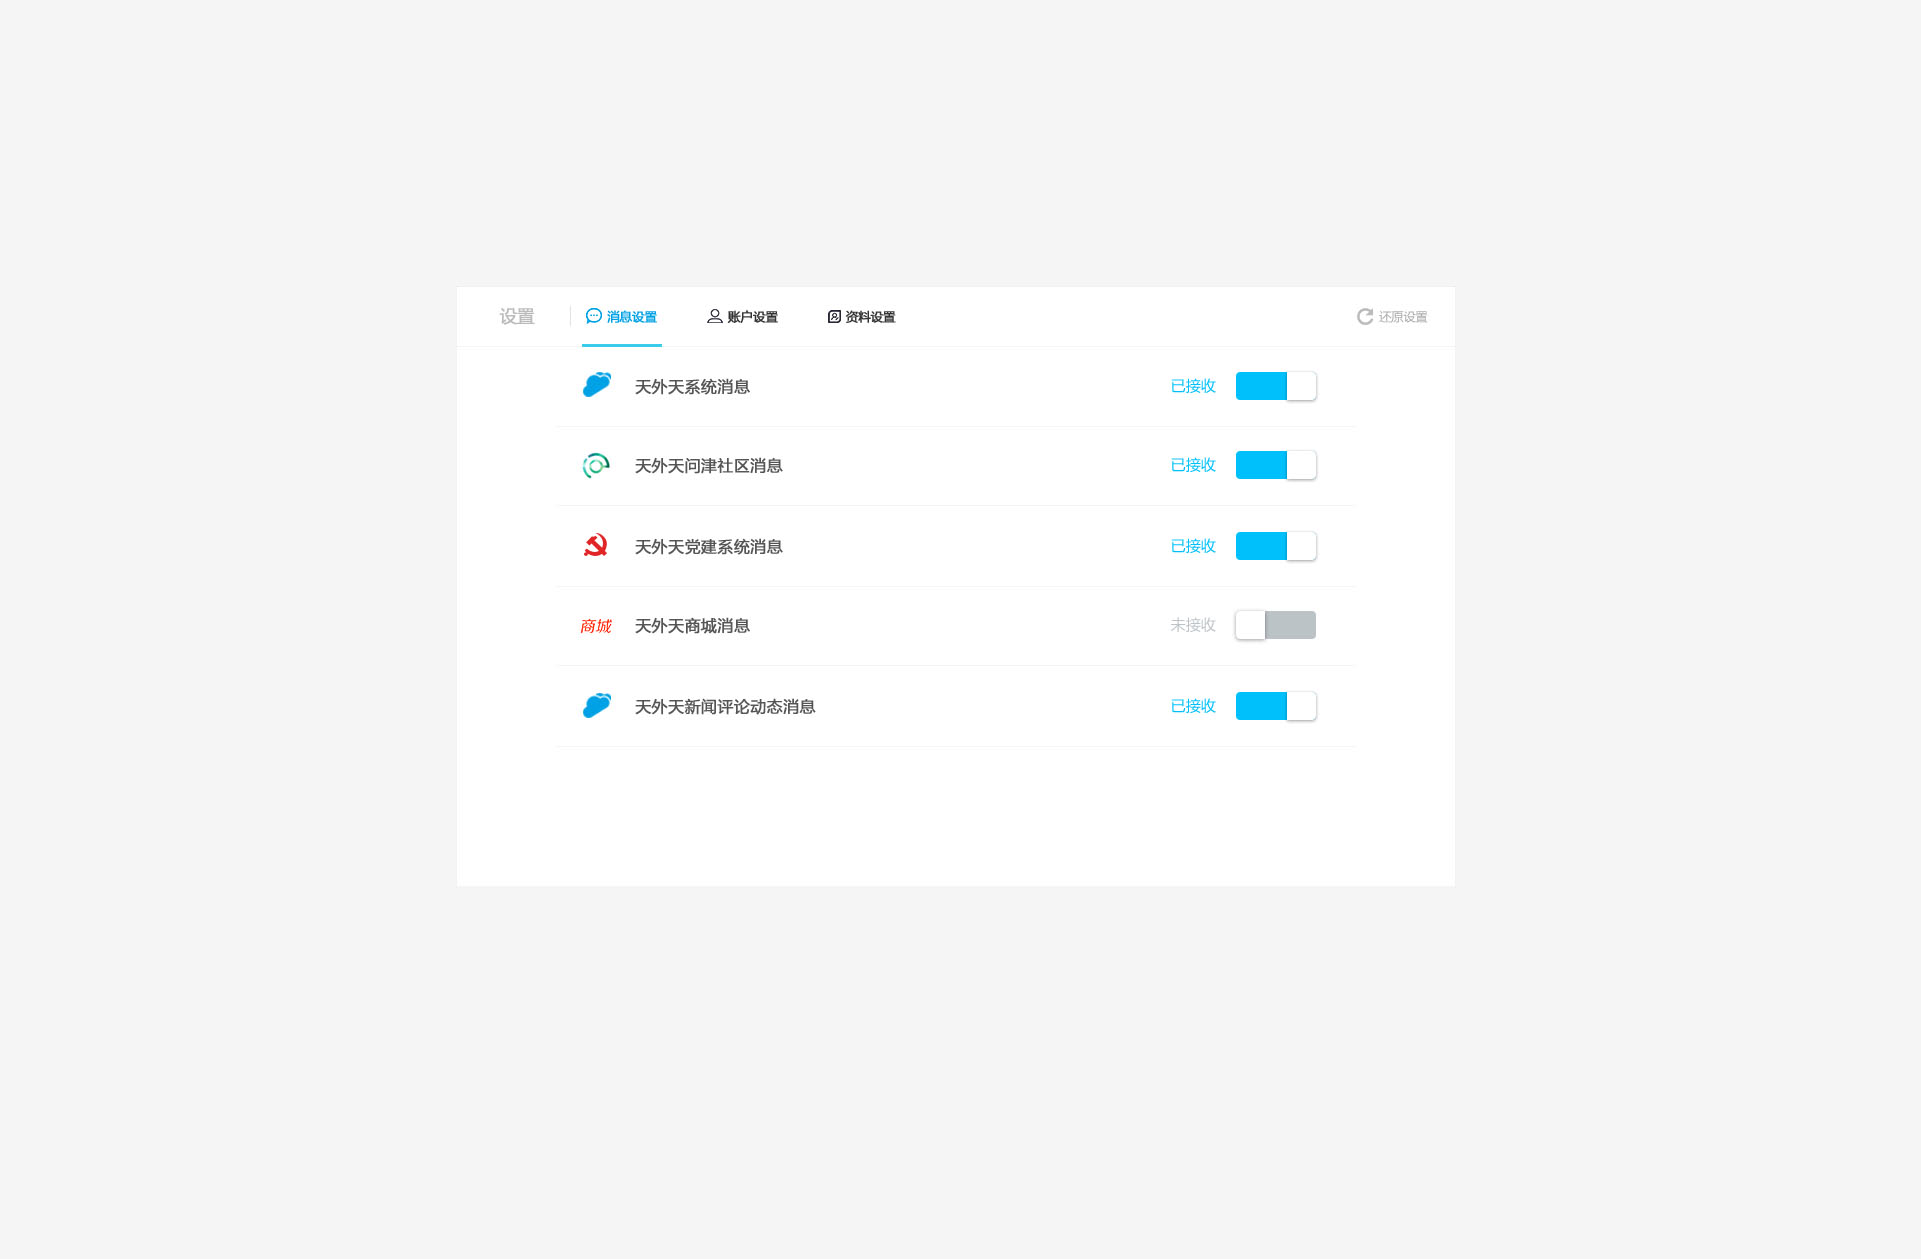 设置 消息设置 账户设置 资料设置 还原设置
天外天系统消息 已接收
天外天问津社区消息 已接收
天外天党建系统消息 已接收
商城 天外天商城消息 未接收
天外天新闻评论动态消息 已接收